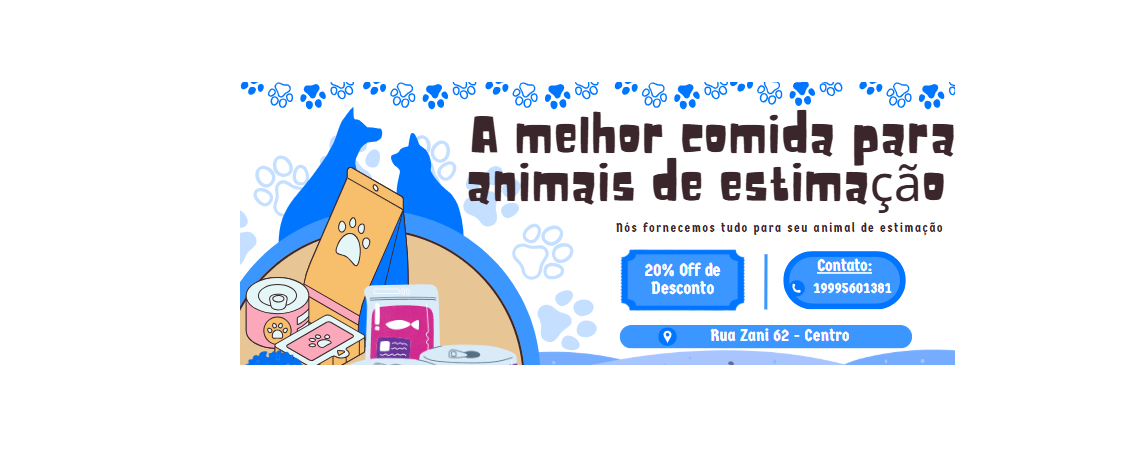 A melhor comida para
animais de estimação
Nós fornecemos tudo para seu animal de estimação
20% Off de
Desconto
Contato:
19995601381
Rua Zani 62 - Centro